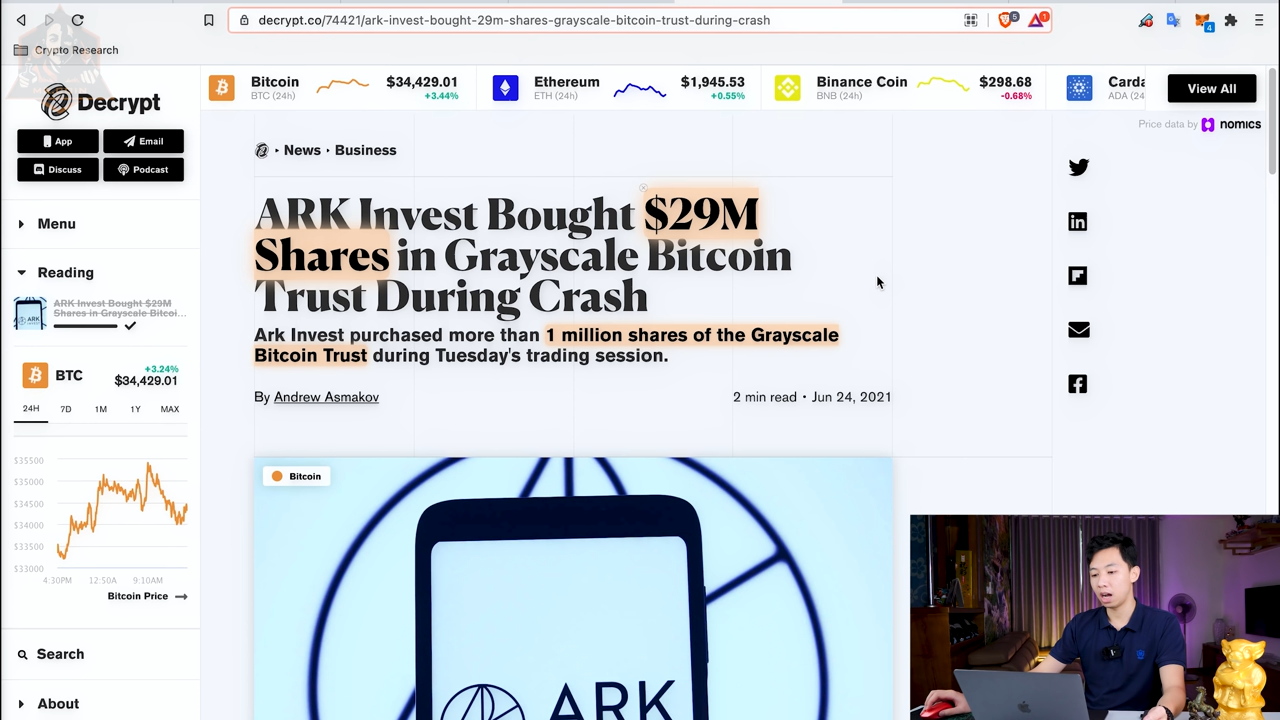 decrypt.co/74421/ark-invest-bought-29m-shares-grayscale-bitcoin-trust-during-crash
5
1
4
Crypto Research
Decrypt
App
Email
Discuss
Podcast
Menu
Reading
ARK Invest Bought $29M
Shares in Grayscale Bitcoi...
BTC
+3.24%
$34,429.01
24H 7D 1M 1Y MAX
$35500
$35000
$34500
$34000
$33500
$33000
4:30PM 12:50A 9:10AM
Bitcoin Price
Search
About
Bitcoin
BTC (24h)
$34,429.01
+3.44%
Ethereum
ETH (24h)
$1,945.53
+0.55%
Binance Coin
BNB (24h)
$298.68
-0.68%
Carda
ADA (24
View All
Price data by nomics
News
Business
ARK Invest Bought $29M
Shares in Grayscale Bitcoin
Trust During Crash
Ark Invest purchased more than 1 million shares of the Grayscale
Bitcoin Trust during Tuesday's trading session.
By Andrew Asmakov
2 min read • Jun 24, 2021
Bitcoin
ARK